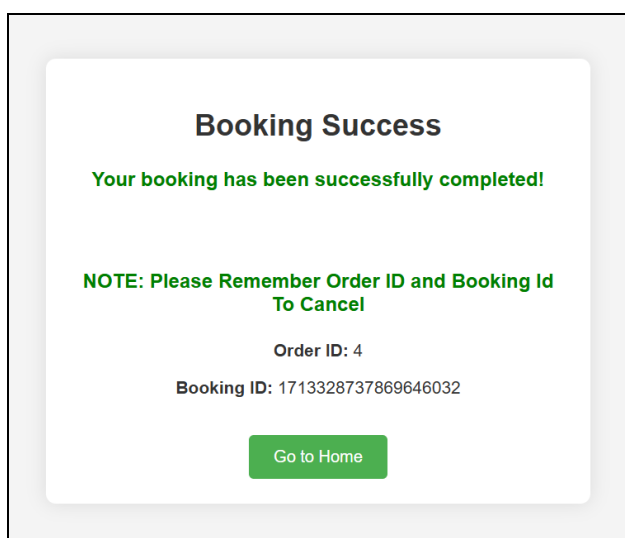 Booking Success
Your booking has been successfully completed!
NOTE: Please Remember Order ID and Booking Id
To Cancel
Order ID: 4
Booking ID: 1713328737869646032
Go to Home